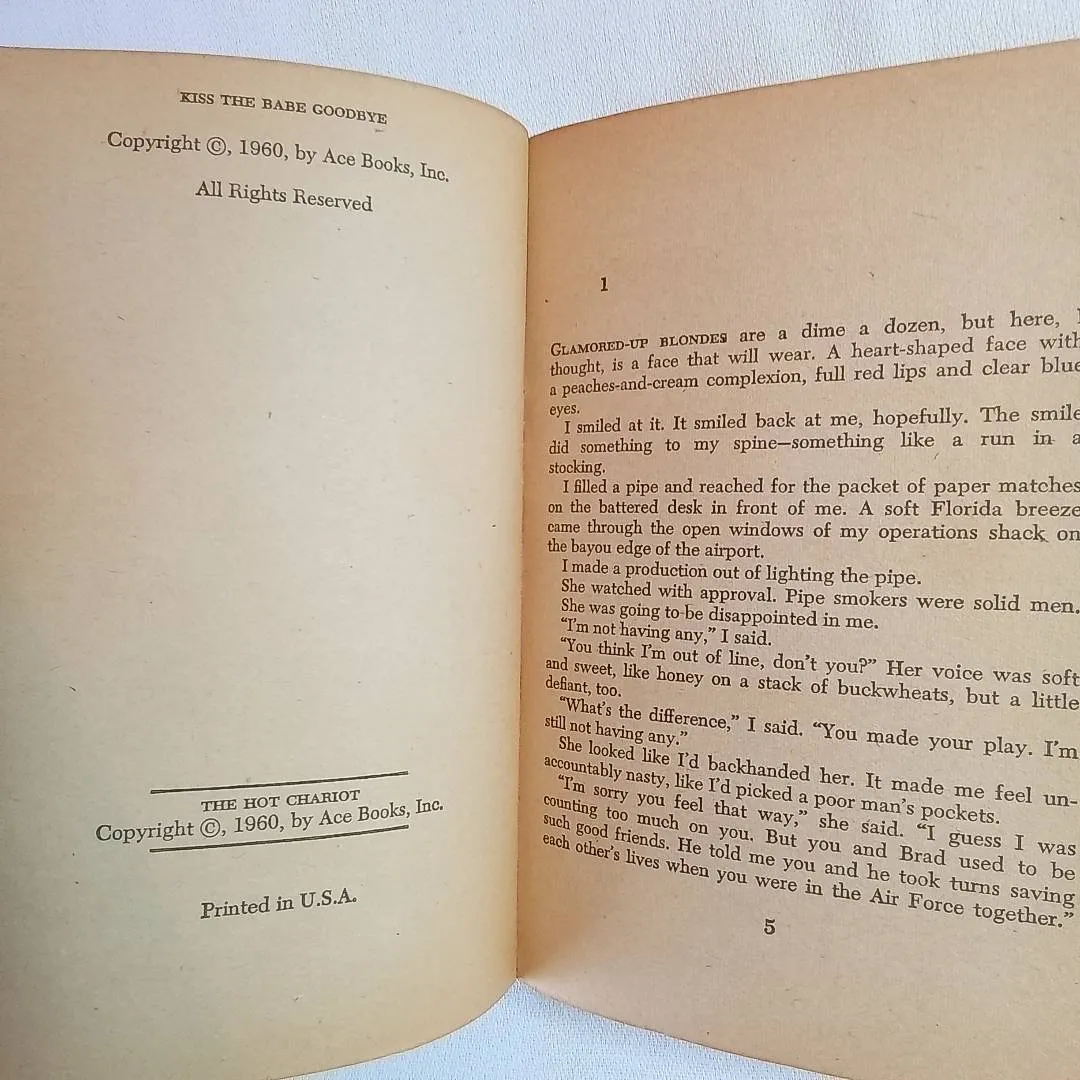 KISS THE BABE GOODBYE
Copyright ©, 1960, by Ace Books, Inc.
All Rights Reserved
THE HOT CHARIOT
Copyright ©, 1960, by Ace Books, Inc.
Printed in U.S.A.
1
GLAMORED-UP BLONDES are a dime a dozen, but here, I
thought, is a face that will wear. A heart-shaped face with
a peaches-and-cream complexion, full red lips and clear blue
eyes.
I smiled at it. It smiled back at me, hopefully. The smile
did something to my spine—something like a run in a
stocking.
I filled a pipe and reached for the packet of paper matches
on the battered desk in front of me. A soft Florida breeze
came through the open windows of my operations shack on
the bayou edge of the airport.
I made a production out of lighting the pipe.
She watched with approval. Pipe smokers were solid men.
She was going to be disappointed in me.
“I’m not having any,” I said.
“You think I’m out of line, don’t you?” Her voice was soft
and sweet, like honey on a stack of buckwheats, but a little
defiant, too.
“What’s the difference,” I said. “You made your play. I’m
still not having any.”
She looked like I’d backhanded her. It made me feel un-
accountably nasty, like I’d picked a poor man’s pockets.
“I’m sorry you feel that way,” she said. “I guess I was
counting too much on you. But you and Brad used to be
such good friends. He told me you and he took turns saving
each other’s lives when you were in the Air Force together.”
5